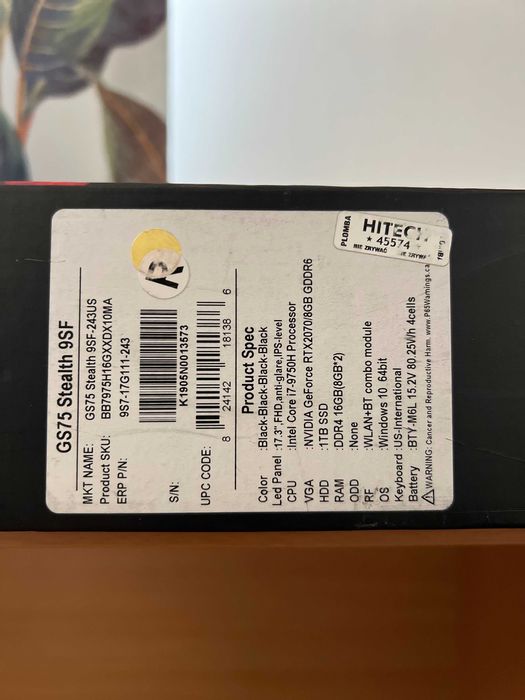 GS75 Stealth 9SF
MKT NAME: GS75 Stealth 9SF-243US
Product SKU: BB7975H16GXXDX10MA
ERP P/N: 9S7-17G111-243
S/N:
K1905N0013573
UPC CODE:
8 24142 18138 6
Product Spec
Color :Black-Black-Black-Black
Led Panel :17.3",FHD,anti-glare,IPS-level
CPU :Intel Core i7-9750H Processor
VGA :NVIDIA GeForce RTX2070/8GB GDDR6
HDD :1TB SSD
RAM :DDR4 16GB(8GB*2)
ODD :None
RF :WLAN+BT combo module
OS :Windows 10 64bit
Keyboard :US-International
Battery :BTY-M6L 15.2V 80.25Wh 4cells
WARNING: Cancer and Reproductive Harm. www.P65Warnings.ca
PLOMBA
HITECH
★ 45574
NIE ZRYWAĆ